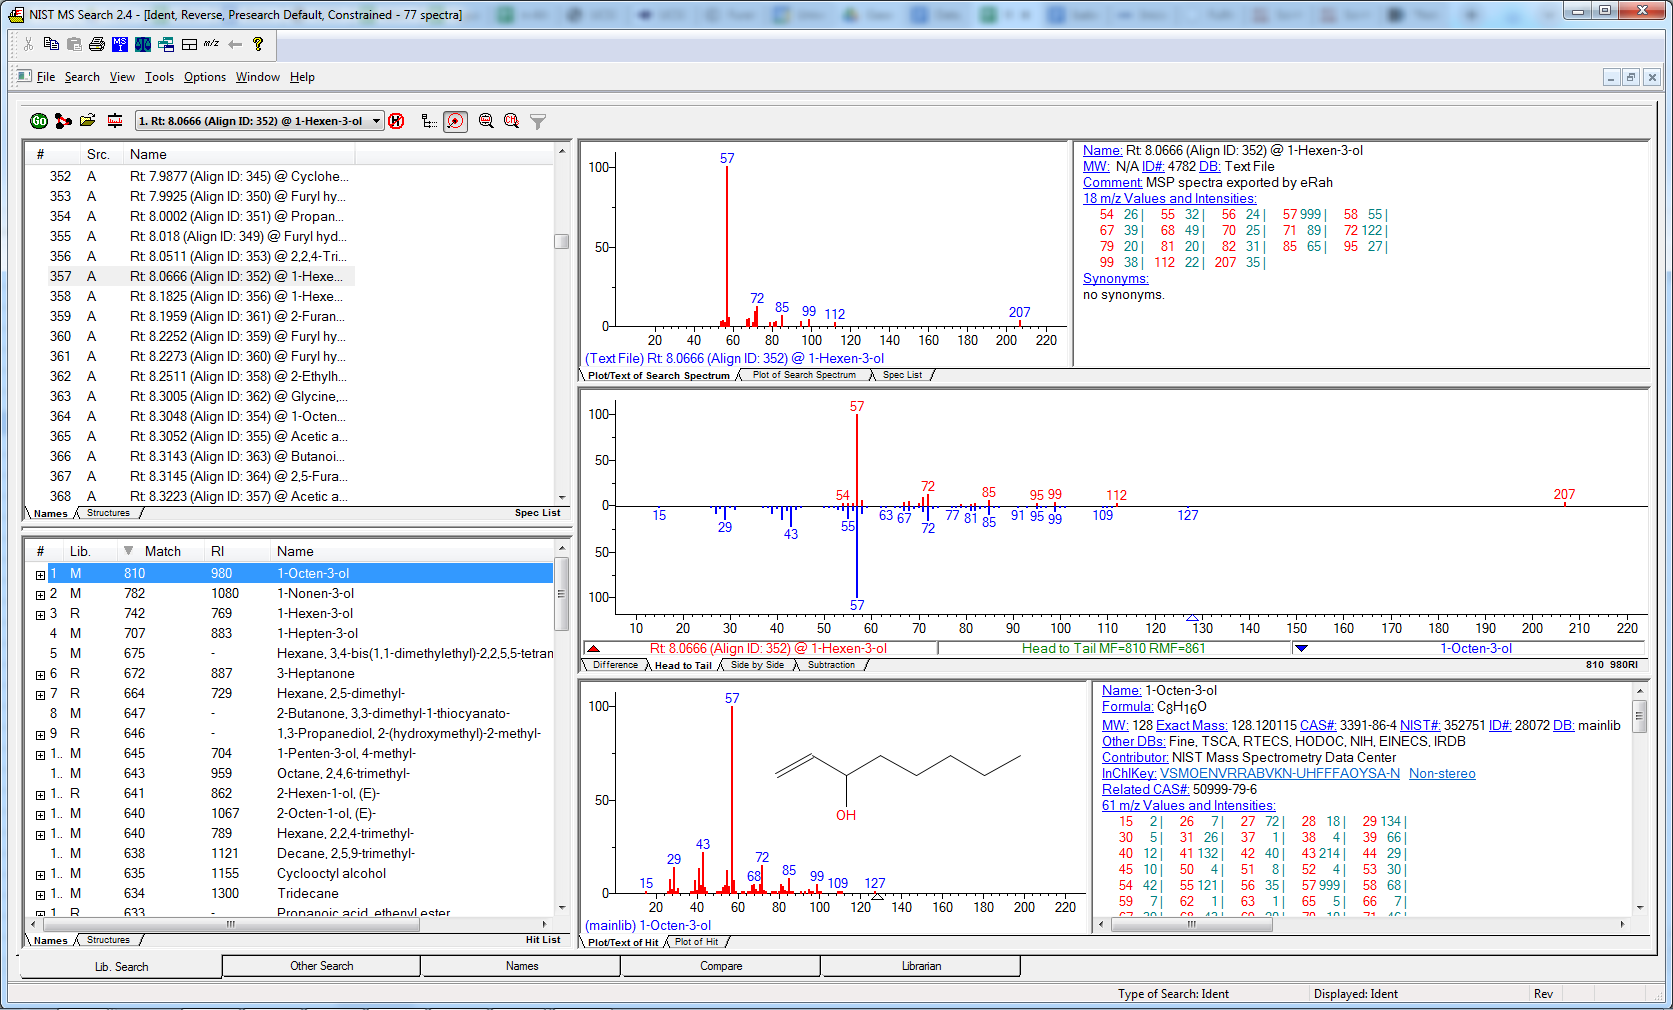 NIST MS Search 2.4 - [Ident, Reverse, Presearch Default, Constrained - 77 spectra]
File Search View Tools Options Window Help
1. Rt: 8.0666 (Align ID: 352) @ 1-Hexen-3-ol
# Src. Name
352 A Rt: 7.9877 (Align ID: 345) @ Cyclohe...
353 A Rt: 7.9925 (Align ID: 350) @ Furyl hy...
354 A Rt: 8.0002 (Align ID: 351) @ Propan...
355 A Rt: 8.018 (Align ID: 349) @ Furyl hyd...
356 A Rt: 8.0511 (Align ID: 353) @ 2,2,4-Tri...
357 A Rt: 8.0666 (Align ID: 352) @ 1-Hexe...
358 A Rt: 8.1825 (Align ID: 356) @ 1-Hexe...
359 A Rt: 8.1959 (Align ID: 361) @ 2-Furan...
360 A Rt: 8.2252 (Align ID: 359) @ Furyl hy...
361 A Rt: 8.2273 (Align ID: 360) @ Furyl hy...
362 A Rt: 8.2511 (Align ID: 358) @ 2-Ethylh...
363 A Rt: 8.3005 (Align ID: 362) @ Glycine,...
364 A Rt: 8.3048 (Align ID: 354) @ 1-Octen...
365 A Rt: 8.3052 (Align ID: 355) @ Acetic a...
366 A Rt: 8.3143 (Align ID: 363) @ Butanoi...
367 A Rt: 8.3145 (Align ID: 364) @ 2,5-Fura...
368 A Rt: 8.3223 (Align ID: 357) @ Acetic a...
Names Structures Spec List
# Lib. Match RI Name
1 M 810 980 1-Octen-3-ol
2 M 782 1080 1-Nonen-3-ol
3 R 742 769 1-Hexen-3-ol
4 M 707 883 1-Hepten-3-ol
5 M 675 - Hexane, 3,4-bis(1,1-dimethylethyl)-2,2,5,5-tetran
6 R 672 887 3-Heptanone
7 R 664 729 Hexane, 2,5-dimethyl-
8 M 647 - 2-Butanone, 3,3-dimethyl-1-thiocyanato-
9 R 646 - 1,3-Propanediol, 2-(hydroxymethyl)-2-methyl-
1.. M 645 704 1-Penten-3-ol, 4-methyl-
1.. M 643 959 Octane, 2,4,6-trimethyl-
1.. R 641 862 2-Hexen-1-ol, (E)-
1.. M 640 1067 2-Octen-1-ol, (E)-
1.. M 640 789 Hexane, 2,2,4-trimethyl-
1.. M 638 1121 Decane, 2,5,9-trimethyl-
1.. M 635 1155 Cyclooctyl alcohol
1.. M 634 1300 Tridecane
1.. R 633 - Propanoic acid, ethenyl ester
Names Structures Hit List
100 50 0
57 72 85 99 112 207
20 40 60 80 100 120 140 160 180 200 220
(Text File) Rt: 8.0666 (Align ID: 352) @ 1-Hexen-3-ol
Plot/Text of Search Spectrum Plot of Search Spectrum Spec List
Name: Rt: 8.0666 (Align ID: 352) @ 1-Hexen-3-ol
MW: N/A ID#: 4782 DB: Text File
Comment: MSP spectra exported by eRah
18 m/z Values and Intensities:
54 26| 55 32| 56 24| 57 999| 58 55|
67 39| 68 49| 70 25| 71 89| 72 122|
79 20| 81 20| 82 31| 85 65| 95 27|
99 38| 112 22| 207 35|
Synonyms:
no synonyms.
100 50 0 50 100
57
54 72 85 95 99 112 207
15 29 43 55 63 67 72 77 81 85 91 95 99 109 127
57
10 20 30 40 50 60 70 80 90 100 110 120 130 140 150 160 170 180 190 200 210 220
Rt: 8.0666 (Align ID: 352) @ 1-Hexen-3-ol Head to Tail MF=810 RMF=861 1-Octen-3-ol
Difference Head to Tail Side by Side Subtraction 810 980RI
100 50 0
57
OH
15 29 43 68 72 85 99 109 127
20 40 60 80 100 120 140 160 180 200 220
(mainlib) 1-Octen-3-ol
Plot/Text of Hit Plot of Hit
Name: 1-Octen-3-ol
Formula: C8H16O
MW: 128 Exact Mass: 128.120115 CAS#: 3391-86-4 NIST#: 352751 ID#: 28072 DB: mainlib
Other DBs: Fine, TSCA, RTECS, HODOC, NIH, EINECS, IRDB
Contributor: NIST Mass Spectrometry Data Center
InChIKey: VSMOENVRRABVKN-UHFFFAOYSA-N Non-stereo
Related CAS#: 50999-79-6
61 m/z Values and Intensities:
15 2| 26 7| 27 72| 28 18| 29 134|
30 5| 31 26| 37 1| 38 4| 39 66|
40 12| 41 132| 42 40| 43 214| 44 29|
45 10| 50 4| 51 8| 52 4| 53 30|
54 42| 55 121| 56 35| 57 999| 58 68|
59 7| 62 1| 63 1| 65 5| 66 7|
Lib. Search Other Search Names Compare Librarian
Type of Search: Ident Displayed: Ident Rev